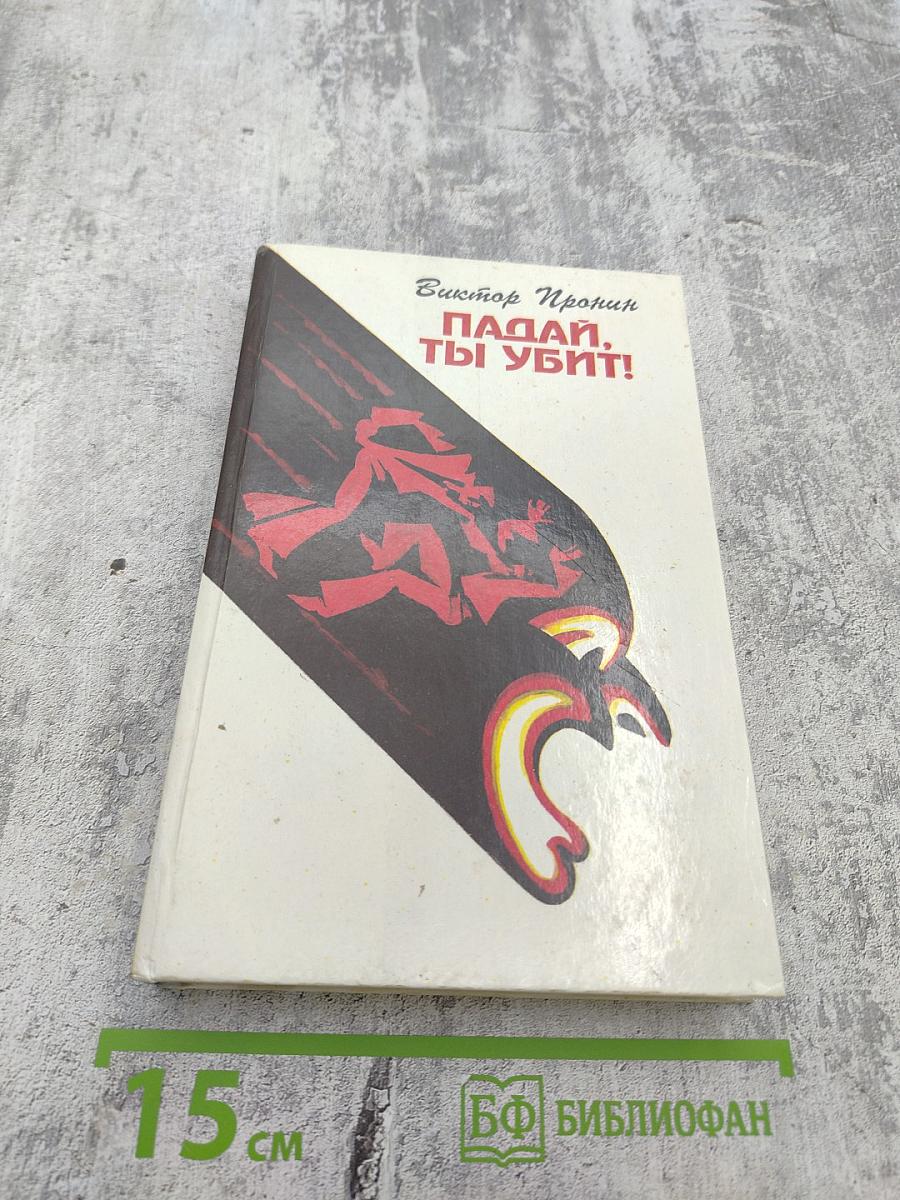 Виктор Пронин
ПАДАЙ,
ТЫ УБИТ!
15 см
БФ БИБЛИОФАН